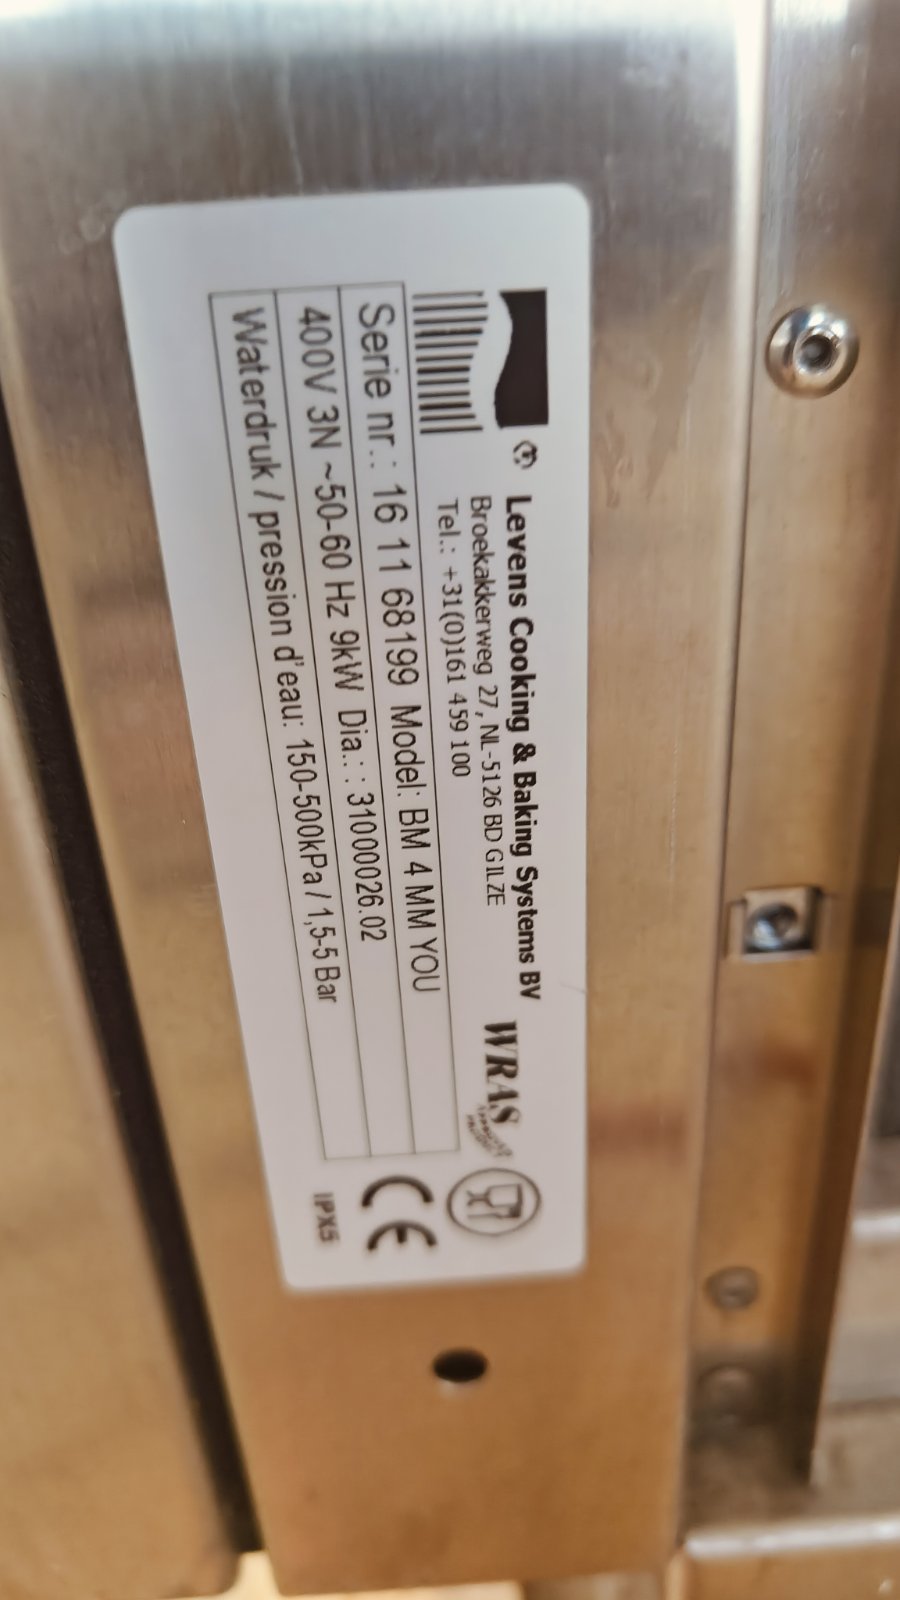 Levens Cooking & Baking Systems BV
Broekakkerweg 27, NL-5126 BD GILZE
Tel.: +31(0)161 459 100
WRAS
APPROVED PRODUCT
Serie nr.: 16 11 68199 Model: BM 4 MM YOU
400V 3N ~50-60 Hz 9kW Dia.: : 31000026.02
Waterdruk / pression d'eau: 150-500kPa / 1,5-5 Bar
CE
IPX5